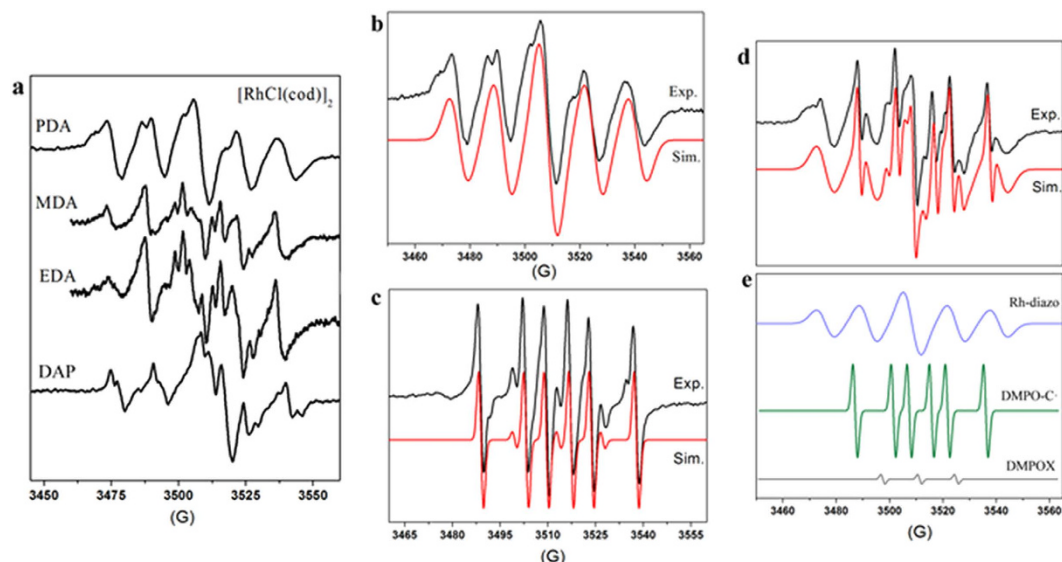 a
[RhCl(cod)]2
PDA
MDA
EDA
DAP
3450 3475 3500 3525 3550
(G)
b
Exp.
Sim.
3460 3480 3500 3520 3540 3560
(G)
c
Exp.
Sim.
3465 3480 3495 3510 3525 3540 3555
(G)
d
Exp.
Sim.
e
Rh-diazo
DMPO-C·
DMPOX
3460 3480 3500 3520 3540 3560
(G)